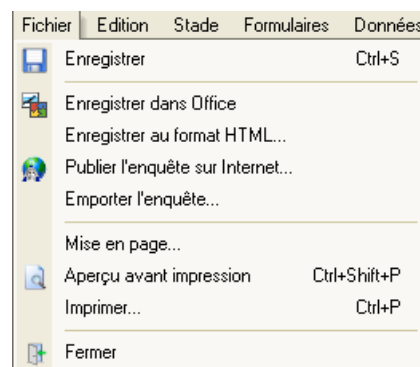 Fichier Edition Stade Formulaires Données
Enregistrer Ctrl+S
Enregistrer dans Office
Enregistrer au format HTML...
Publier l'enquête sur Internet...
Emporter l'enquête...
Mise en page...
Aperçu avant impression Ctrl+Shift+P
Imprimer... Ctrl+P
Fermer